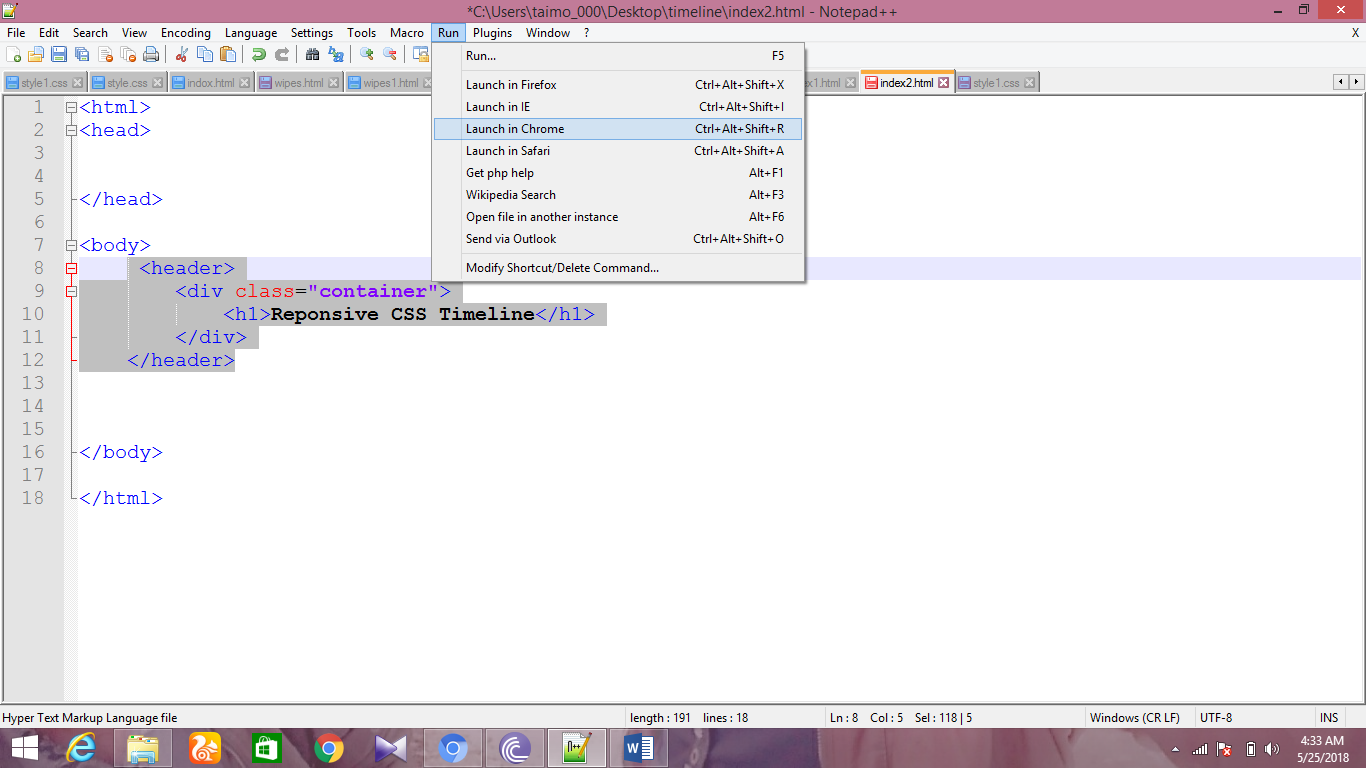 *C:\Users\taimo_000\Desktop\timeline\index2.html - Notepad++
File Edit Search View Encoding Language Settings Tools Macro Run Plugins Window ? X
style1.css style.css indox.html wipes.html wipes1.html x1.html index2.html style1.css
Run... F5
Launch in Firefox Ctrl+Alt+Shift+X
Launch in IE Ctrl+Alt+Shift+I
Launch in Chrome Ctrl+Alt+Shift+R
Launch in Safari Ctrl+Alt+Shift+A
Get php help Alt+F1
Wikipedia Search Alt+F3
Open file in another instance Alt+F6
Send via Outlook Ctrl+Alt+Shift+O
Modify Shortcut/Delete Command...
1 <html>
2 <head>
3
4
5 </head>
6
7 <body>
8 <header>
9 <div class="container">
10 <h1>Reponsive CSS Timeline</h1>
11 </div>
12 </header>
13
14
15
16 </body>
17
18 </html>
Hyper Text Markup Language file length : 191 lines : 18 Ln : 8 Col : 5 Sel : 118 | 5 Windows (CR LF) UTF-8 INS
4:33 AM
5/25/2018